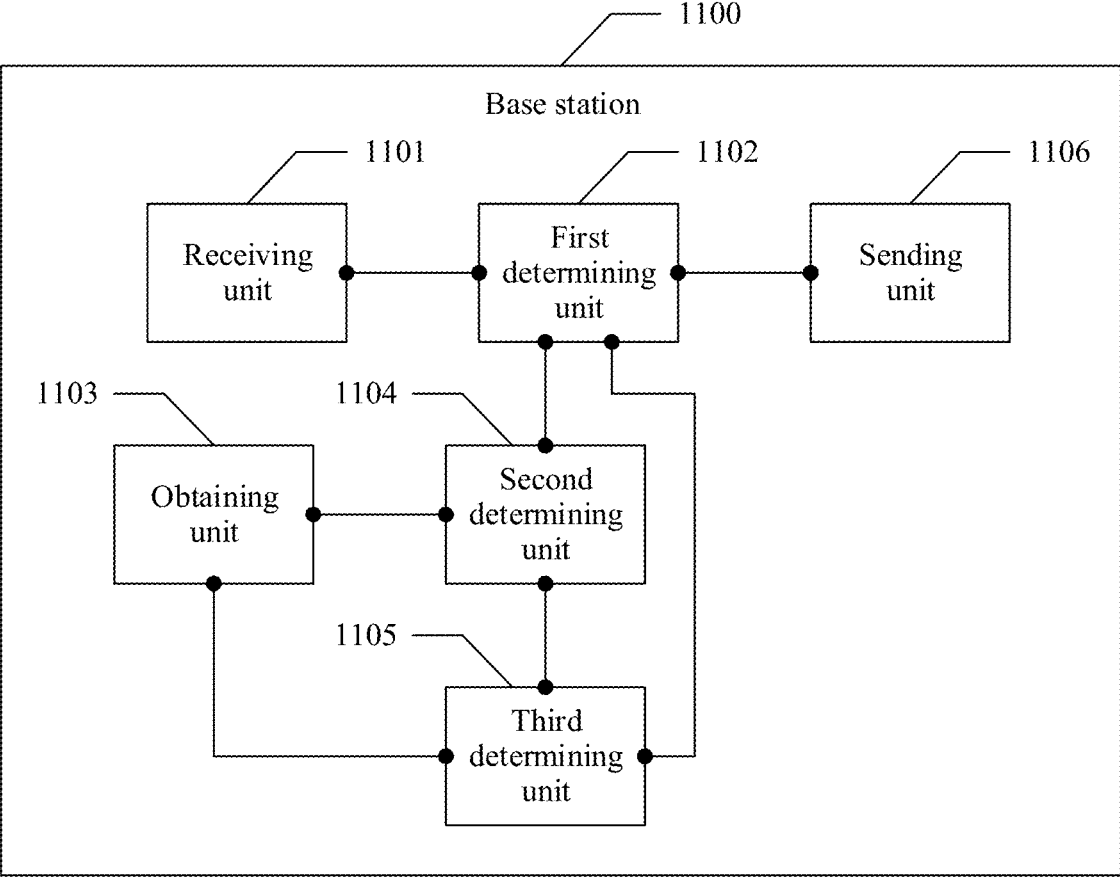 1100
Base station
1101
1102
1106
Receiving
unit
First
determining
unit
Sending
unit
1103
1104
Obtaining
unit
Second
determining
unit
1105
Third
determining
unit